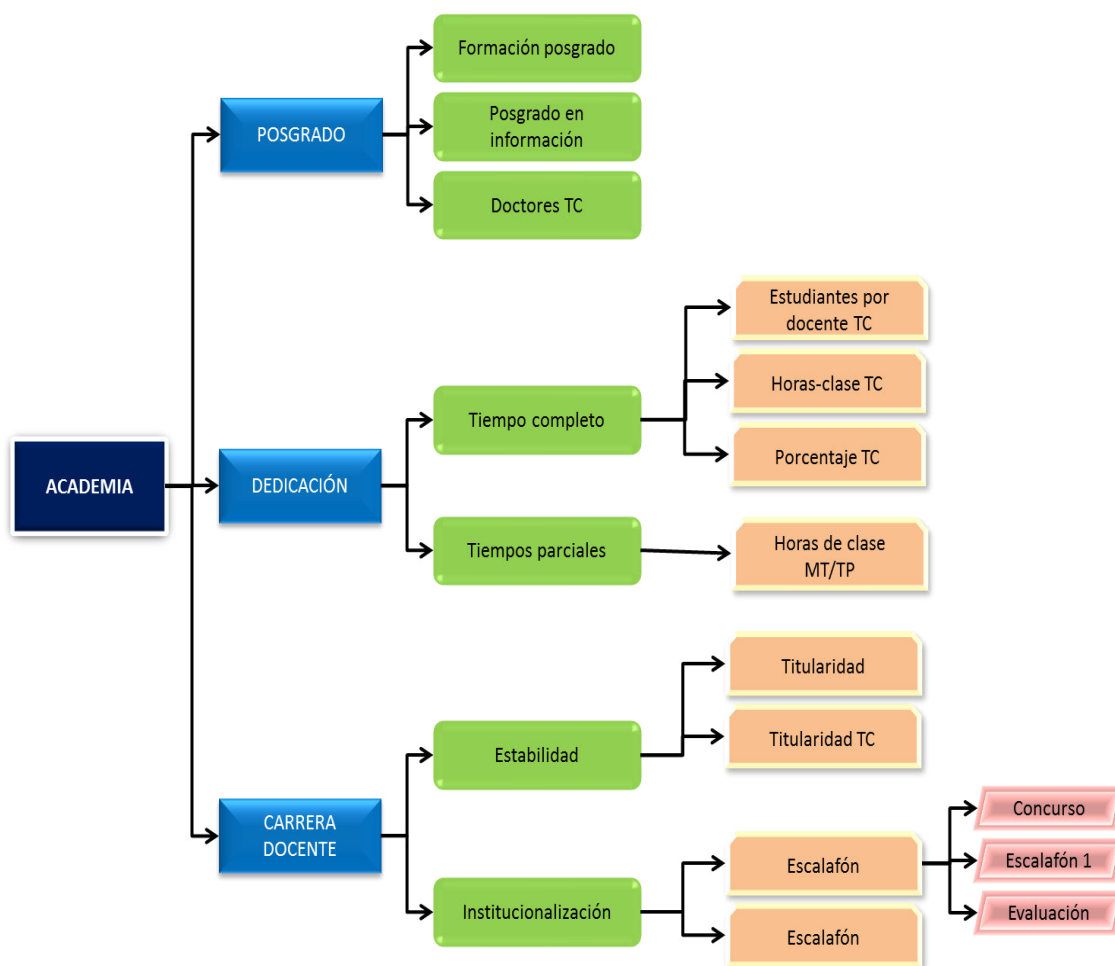 Formación posgrado
POSGRADO
Posgrado en
información
Doctores TC
Estudiantes por
docente TC
Horas-clase TC
Tiempo completo
Porcentaje TC
ACADEMIA
DEDICACIÓN
Tiempos parciales
Horas de clase
MT/TP
Titularidad
Estabilidad
Titularidad TC
CARRERA
DOCENTE
Concurso
Escalafón
Escalafón 1
Institucionalización
Evaluación
Escalafón